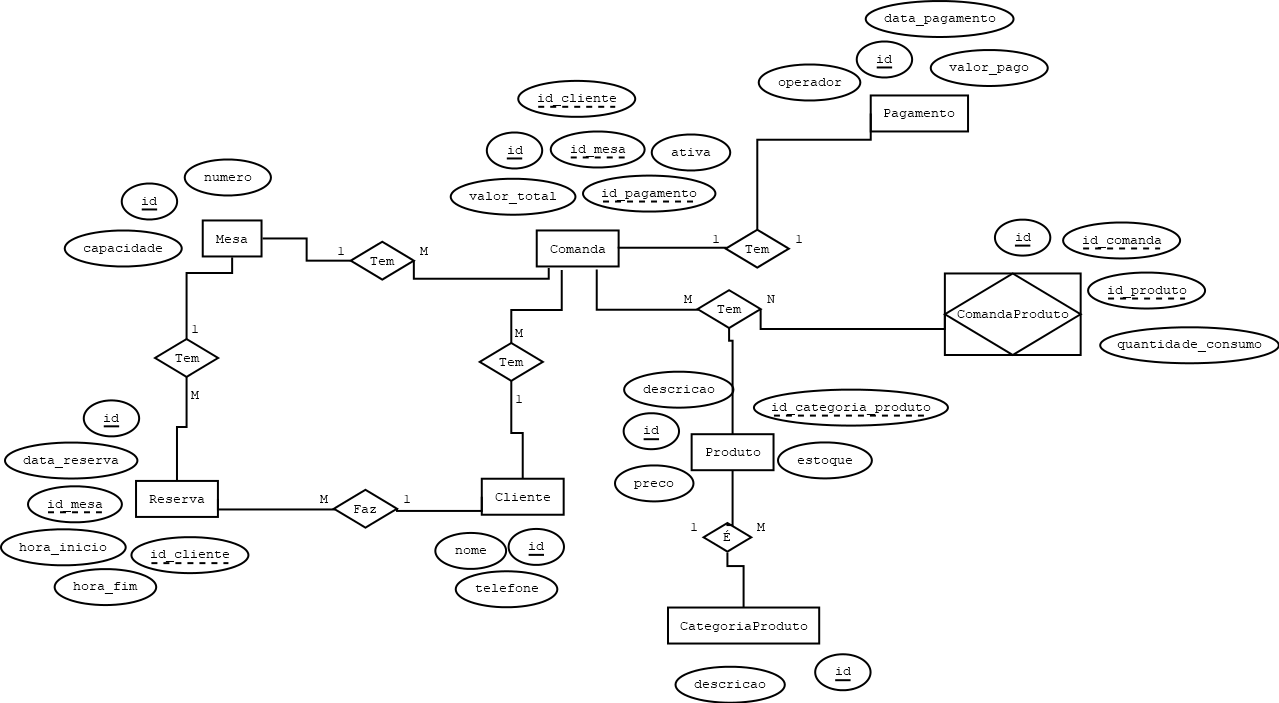 data_pagamento
id
operador
valor_pago
Pagamento
id_cliente
id
id_mesa
ativa
valor_total
id_pagamento
numero
id
capacidade
Mesa
1
Tem
M
Comanda
1
Tem
1
id
id_comanda
id_produto
ComandaProduto
quantidade_consumo
M
Tem
N
1
Tem
M
M
Tem
1
descricao
id_categoria_produto
id
Produto
estoque
preco
id
data_reserva
id_mesa
Reserva
hora_inicio
id_cliente
hora_fim
M
Faz
1
Cliente
nome
id
telefone
1
É
M
CategoriaProduto
descricao
id